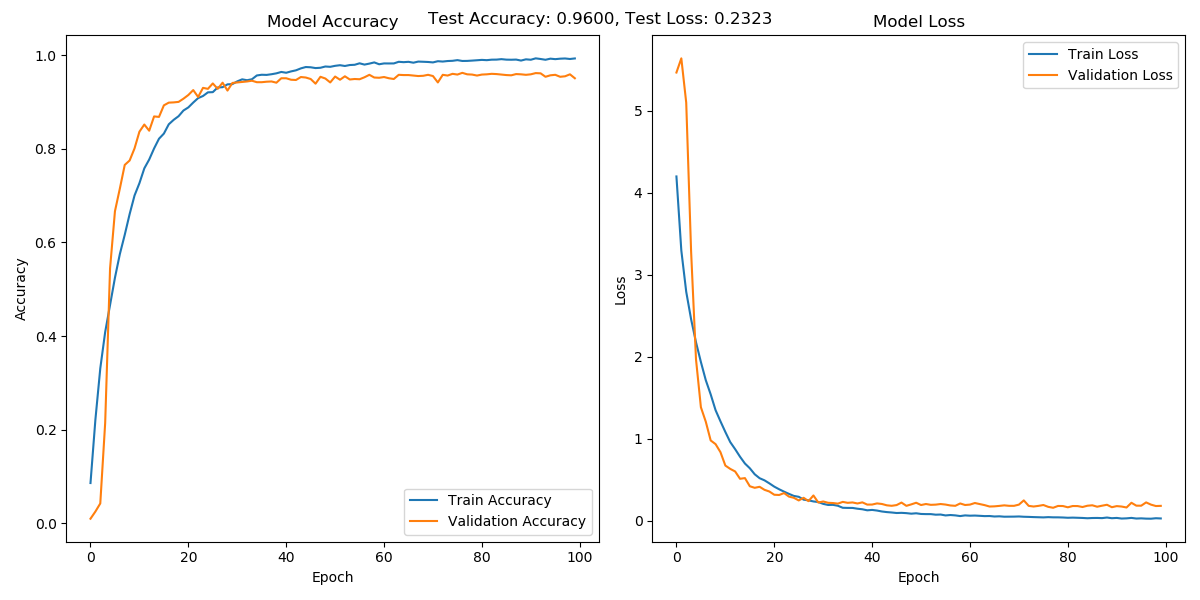 Test Accuracy: 0.9600, Test Loss: 0.2323
Model Accuracy
1.0
0.8
0.6
0.4
0.2
0.0
Accuracy
0
20
40
60
80
100
Epoch
Train Accuracy
Validation Accuracy
Model Loss
5
4
3
2
1
0
Loss
0
20
40
60
80
100
Epoch
Train Loss
Validation Loss